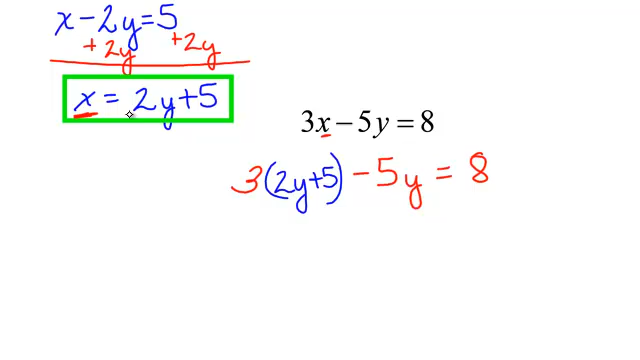 x - 2y = 5
+ 2y + 2y
x = 2y + 5
3x - 5y = 8
3(2y+5) - 5y = 8